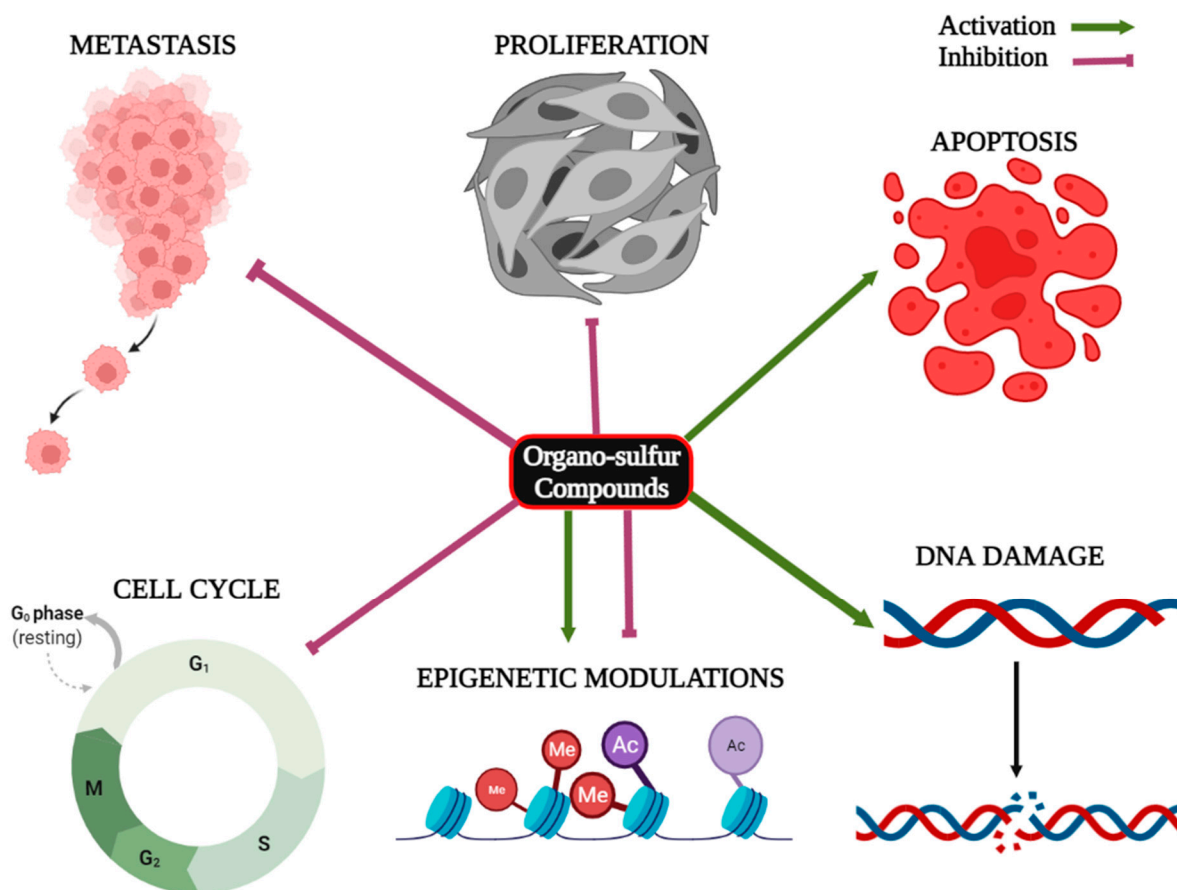 METASTASIS
PROLIFERATION
Activation
Inhibition
APOPTOSIS
Organo-sulfur
Compounds
DNA DAMAGE
CELL CYCLE
G₀ phase
(resting)
G₁
M
G₂
S
EPIGENETIC MODULATIONS
Me
Me
Me
Ac
Ac